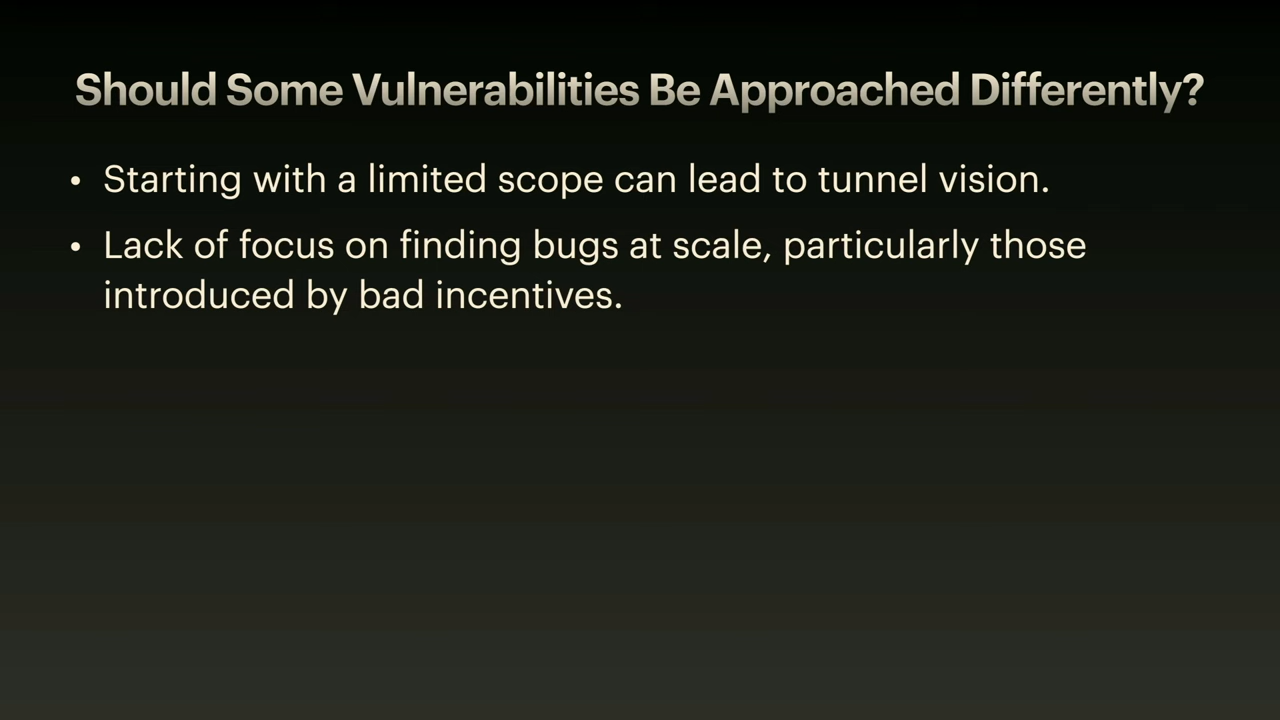 Should Some Vulnerabilities Be Approached Differently?
• Starting with a limited scope can lead to tunnel vision.
• Lack of focus on finding bugs at scale, particularly those
introduced by bad incentives.